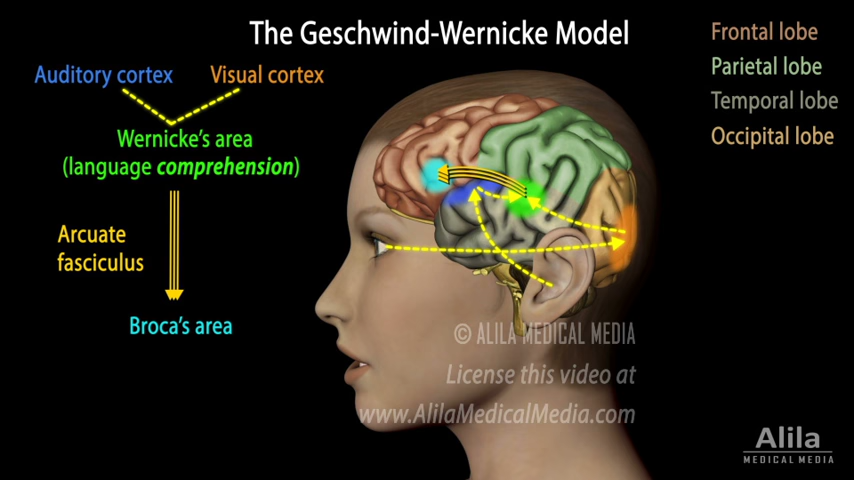 The Geschwind-Wernicke Model
Auditory cortex
Visual cortex
Wernicke's area
(language comprehension)
Arcuate
fasciculus
Broca's area
Frontal lobe
Parietal lobe
Temporal lobe
Occipital lobe
© ALILA MEDICAL MEDIA
License this video at
www.AlilaMedicalMedia.com
Alila
MEDICAL MEDIA